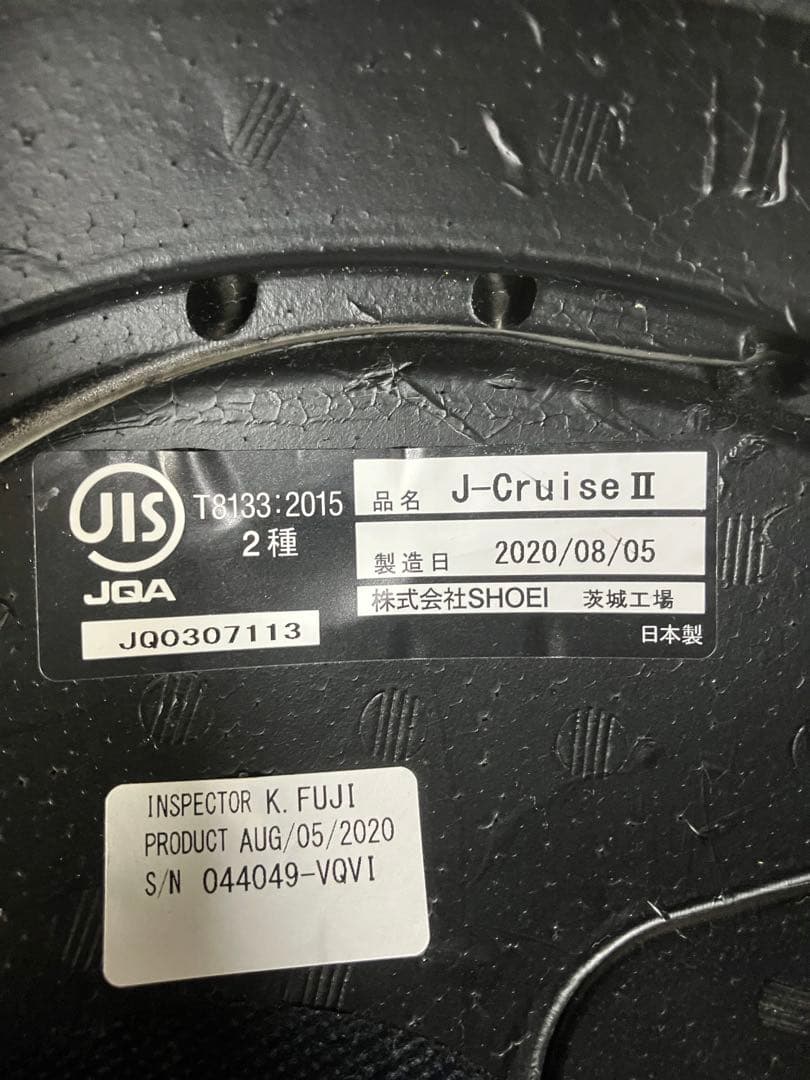 JIS
JQA
T8133:2015
2種
JQ0307113
品名 J-CruiseⅡ
製造日 2020/08/05
株式会社SHOEI 茨城工場
日本製
INSPECTOR K. FUJI
PRODUCT AUG/05/2020
S/N 044049-VQVI